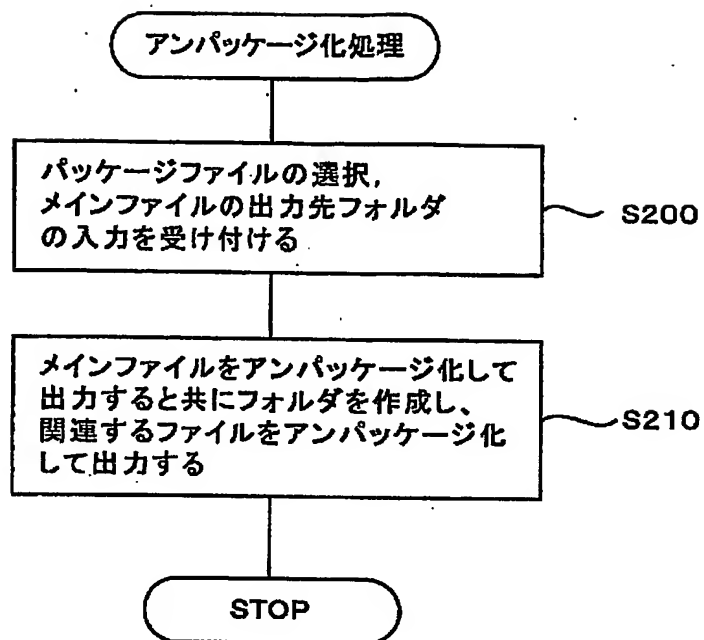 アンパッケージ化処理
パッケージファイルの選択,
メインファイルの出力先フォルダ
の入力を受け付ける
S200
メインファイルをアンパッケージ化して
出力すると共にフォルダを作成し、
関連するファイルをアンパッケージ化
して出力する
S210
STOP